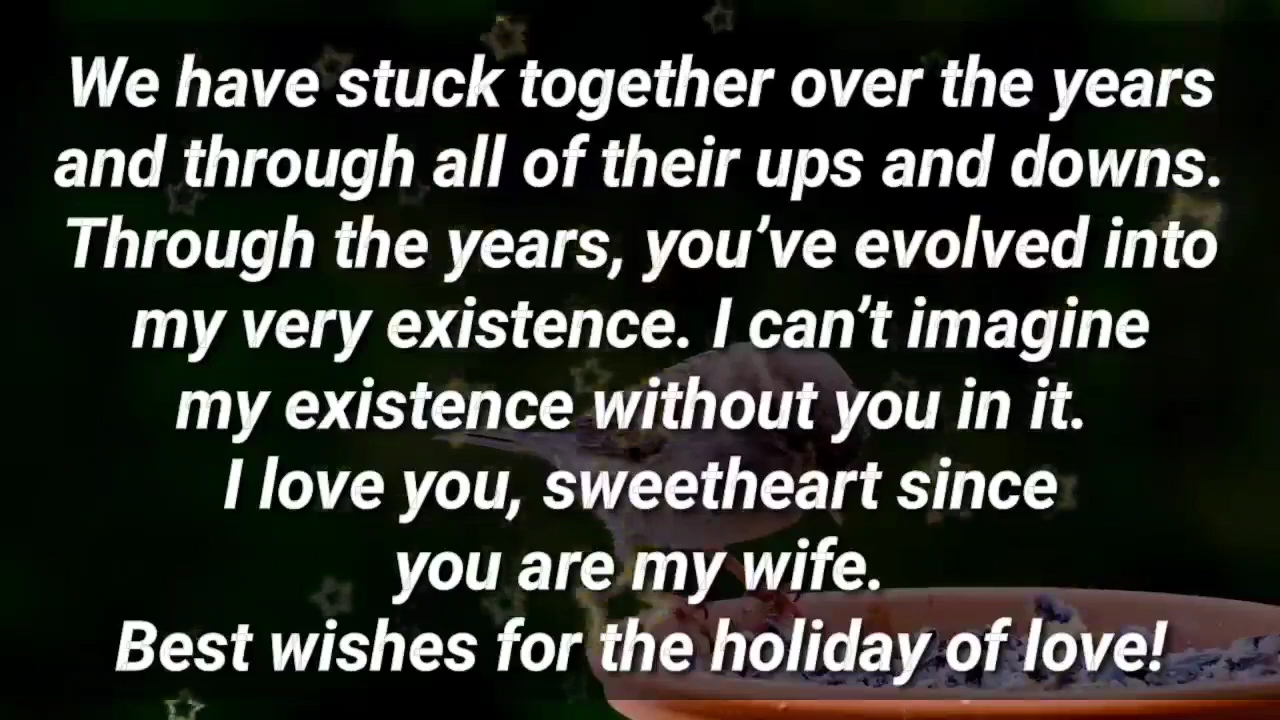 We have stuck together over the years
and through all of their ups and downs.
Through the years, you’ve evolved into
my very existence. I can’t imagine
my existence without you in it.
I love you, sweetheart since
you are my wife.
Best wishes for the holiday of love!